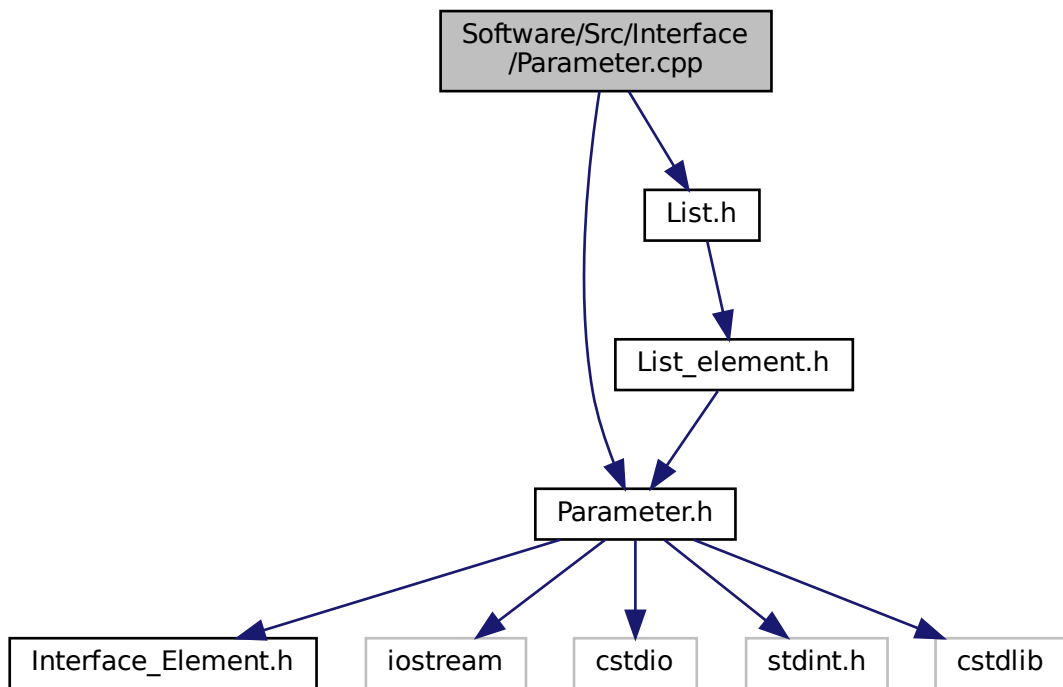 Software/Src/Interface
/Parameter.cpp
List.h
List_element.h
Parameter.h
Interface_Element.h
iostream
cstdio
stdint.h
cstdlib